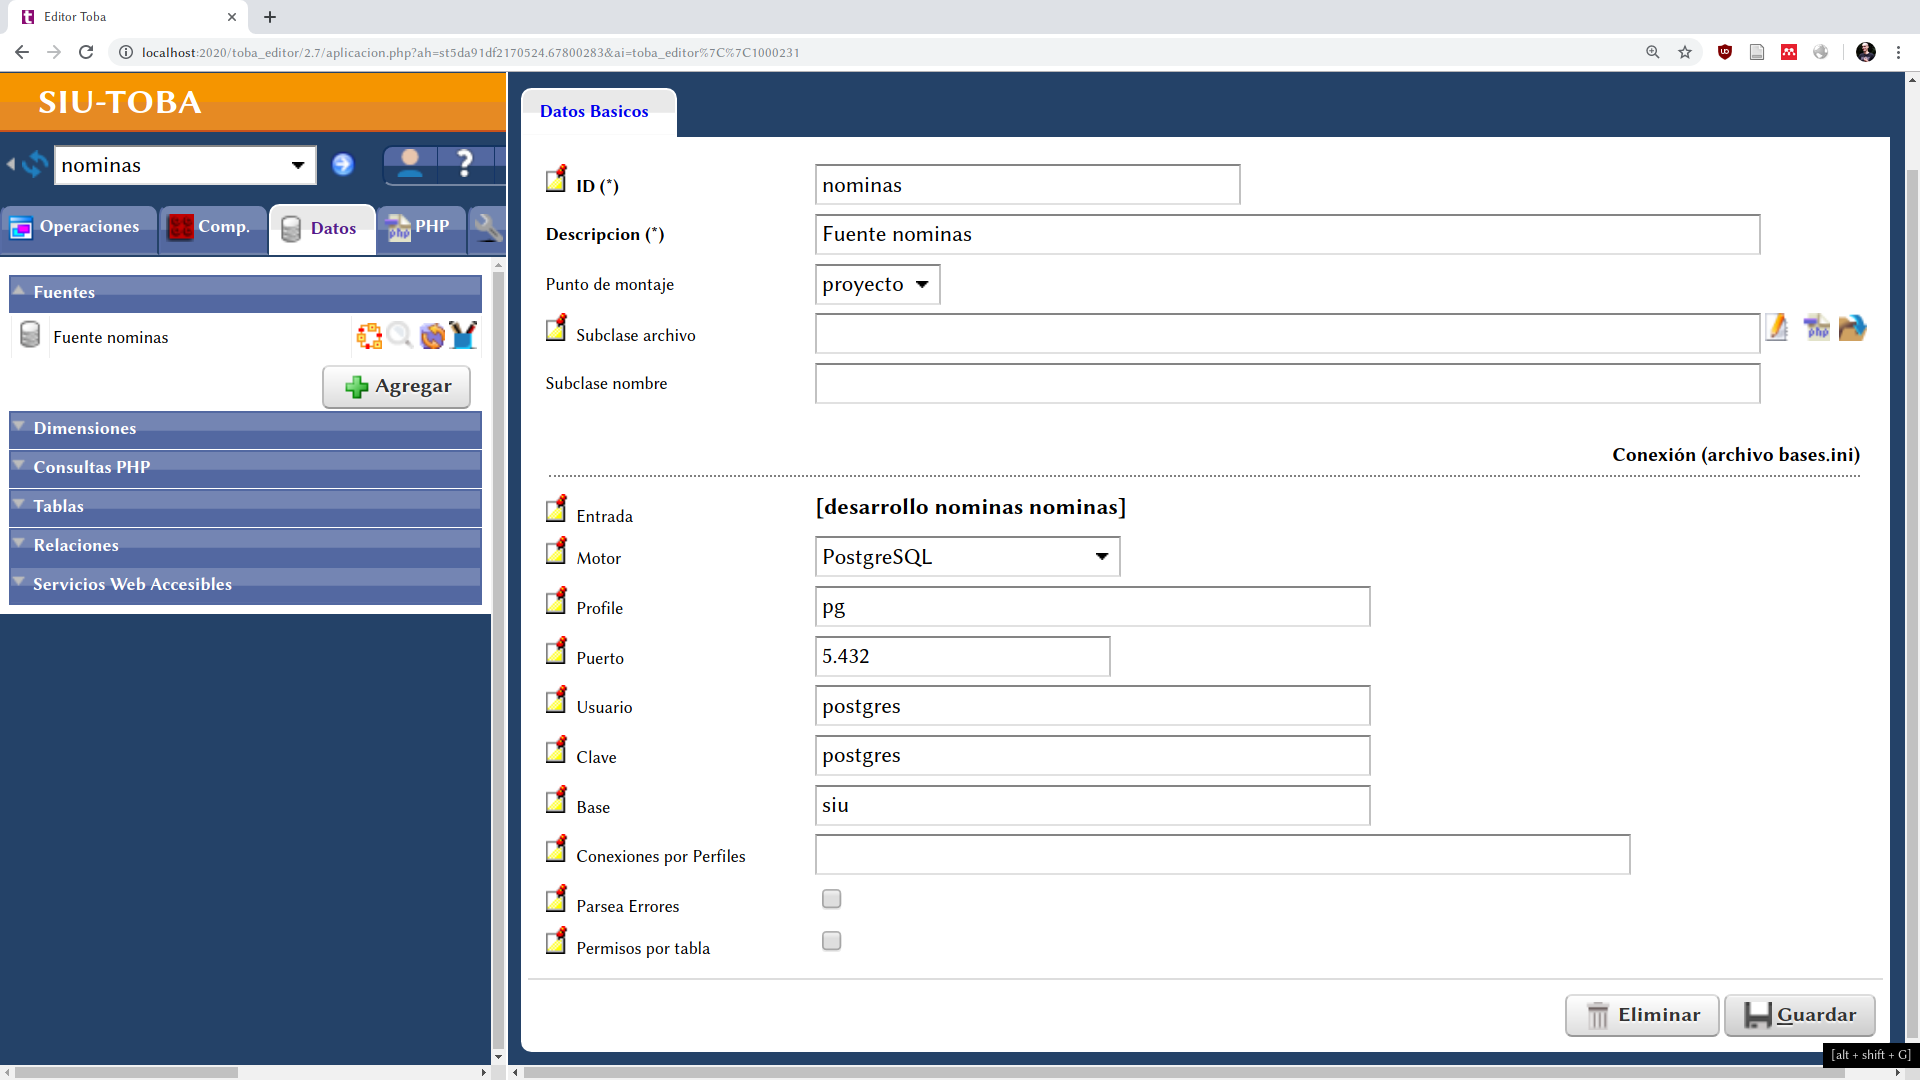 Editor Toba
localhost:2020/toba_editor/2.7/aplicacion.php?ah=st5da91df2170524.67800283&ai=toba_editor%7C%7C1000231
SIU-TOBA
nominas
?
Operaciones
Comp.
Datos
PHP
Fuentes
Fuente nominas
Agregar
Dimensiones
Consultas PHP
Tablas
Relaciones
Servicios Web Accesibles
Datos Basicos
ID (*) nominas
Descripcion (*) Fuente nominas
Punto de montaje proyecto
Subclase archivo
php
Subclase nombre
Conexión (archivo bases.ini)
Entrada [desarrollo nominas nominas]
Motor PostgreSQL
Profile pg
Puerto 5.432
Usuario postgres
Clave postgres
Base siu
Conexiones por Perfiles
Parsea Errores
Permisos por tabla
Eliminar
Guardar
[alt + shift + G]